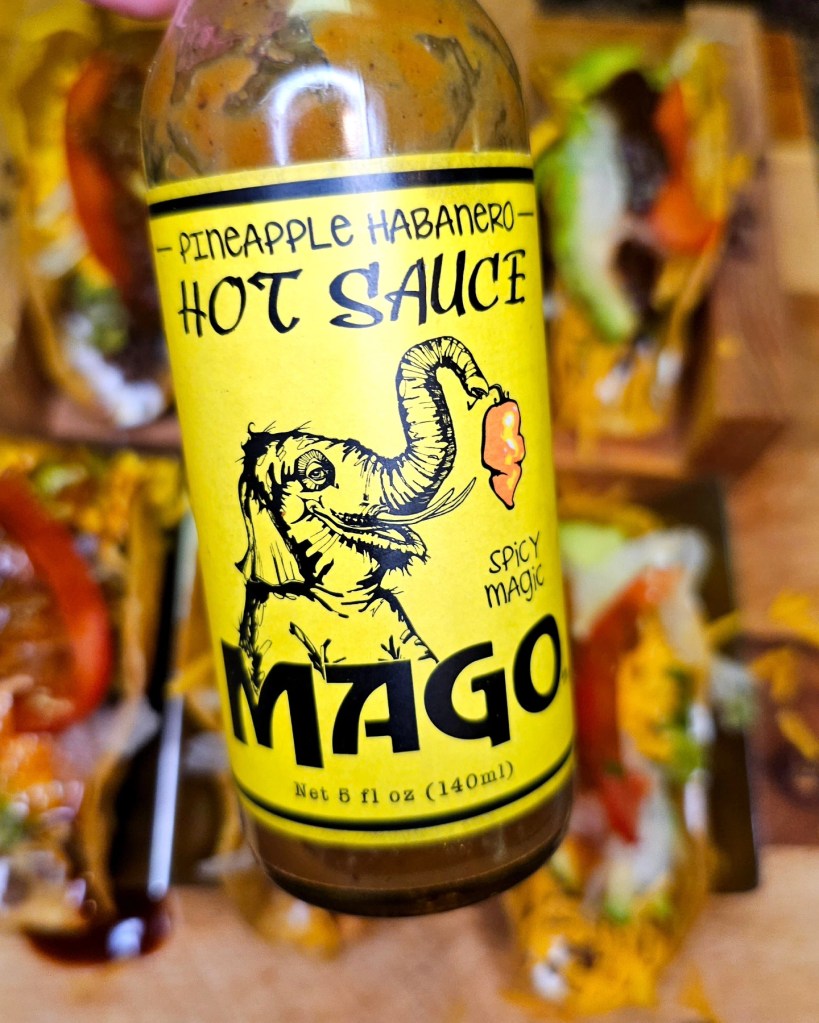 - PINEAPPLE HABANERO -
HOT SAUCE
SPICY
MAGIC
MAGO
Net 5 fl oz (140ml)